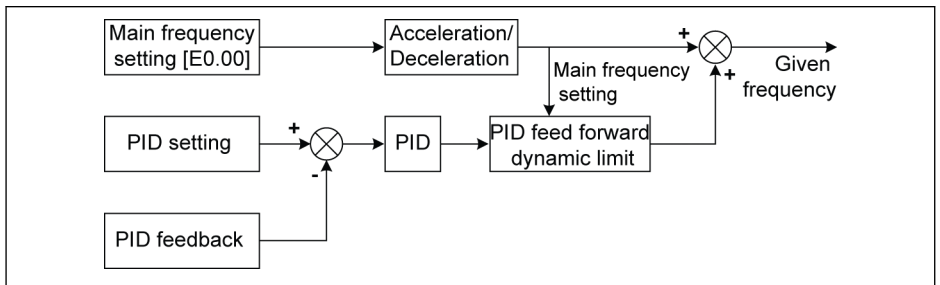 Main frequency
setting [E0.00]
Acceleration/
Deceleration
+
+
Given
frequency
Main frequency
setting
PID setting
+
-
PID
PID feed forward
dynamic limit
PID feedback